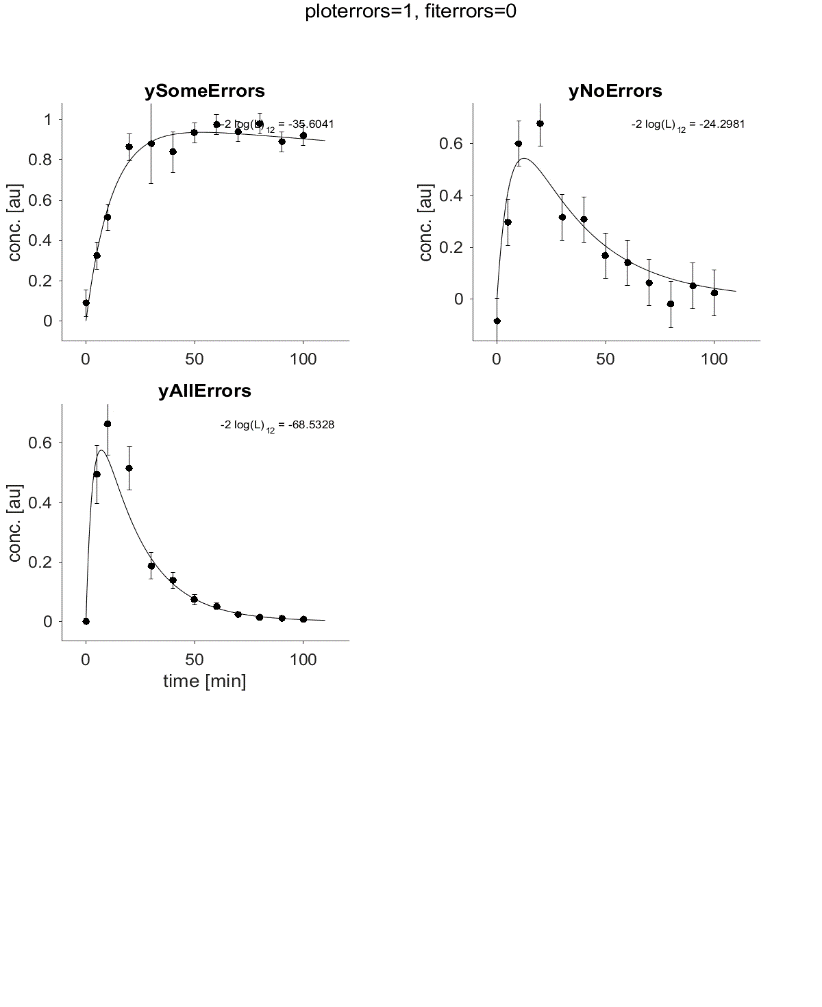 ploterrors=1, fiterrors=0
ySomeErrors
-2 log(L)12 = -35.6041
1
0.8
0.6
0.4
0.2
0
conc. [au]
0 50 100
yNoErrors
-2 log(L)12 = -24.2981
0.6
0.4
0.2
0
conc. [au]
0 50 100
yAllErrors
-2 log(L)12 = -68.5328
0.6
0.4
0.2
0
conc. [au]
0 50 100
time [min]